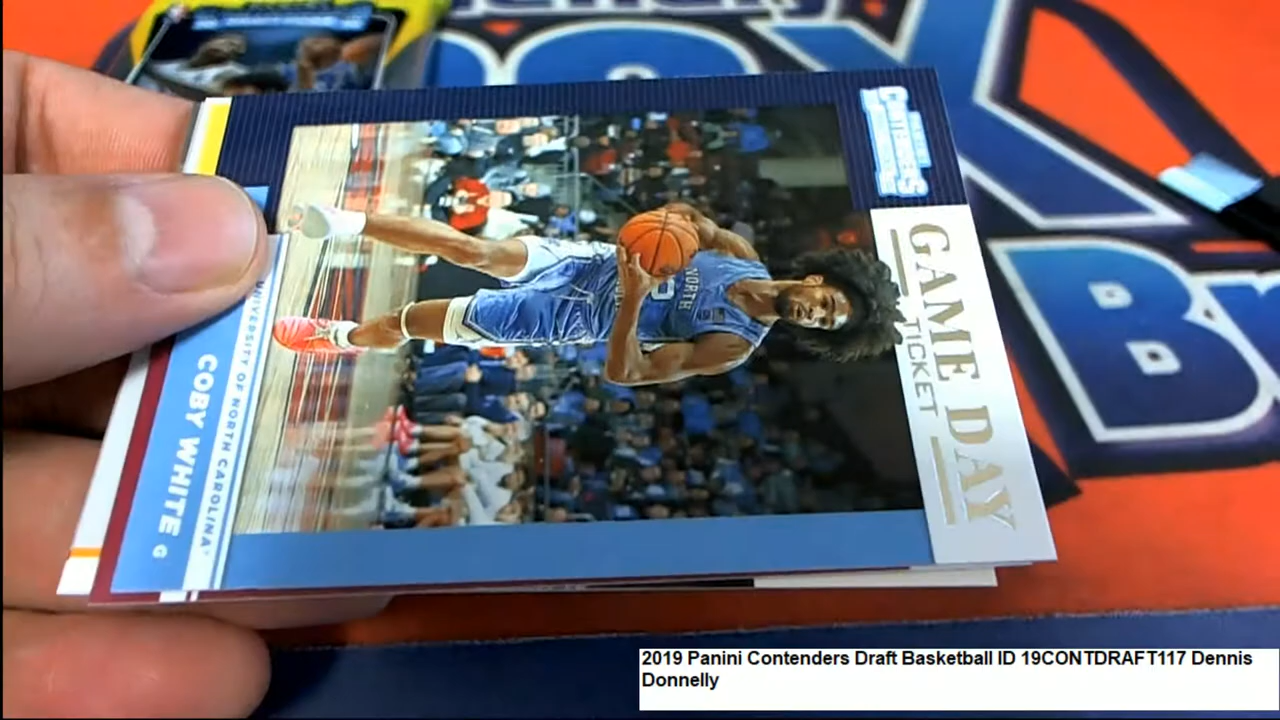 CONTENDERS
GAME DAY
TICKET
NORTH
UNIVERSITY OF NORTH CAROLINA
COBY WHITE G
2019 Panini Contenders Draft Basketball ID 19CONTDRAFT117 Dennis
Donnelly